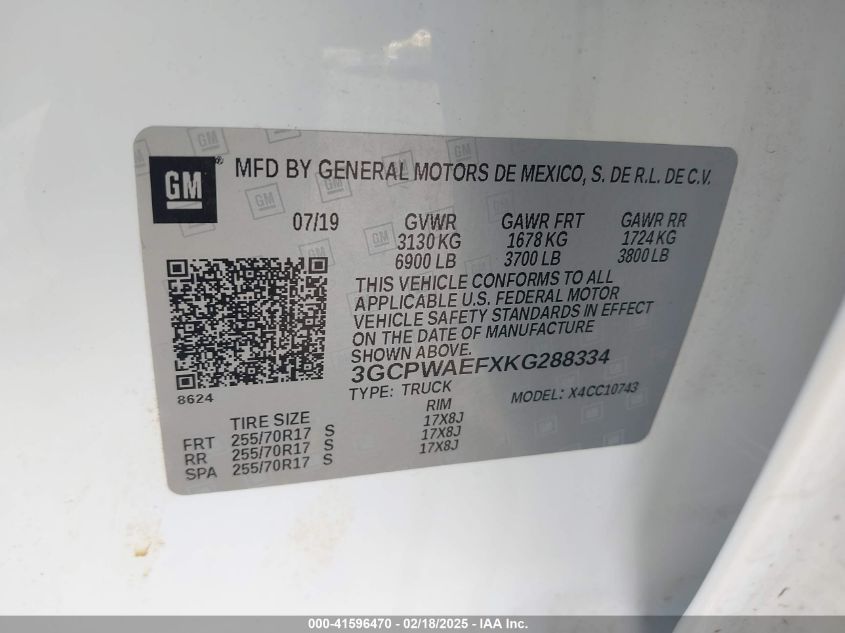 GM® MFD BY GENERAL MOTORS DE MEXICO, S. DE R.L. DE C.V.
07/19 GVWR GAWR FRT GAWR RR
3130 KG 1678 KG 1724 KG
6900 LB 3700 LB 3800 LB
THIS VEHICLE CONFORMS TO ALL
APPLICABLE U.S. FEDERAL MOTOR
VEHICLE SAFETY STANDARDS IN EFFECT
ON THE DATE OF MANUFACTURE
SHOWN ABOVE.
3GCPWAEFXKG288334
8624 TYPE: TRUCK MODEL: X4CC10743
TIRE SIZE RIM
FRT 255/70R17 S 17X8J
RR 255/70R17 S 17X8J
SPA 255/70R17 S 17X8J
000-41596470 — 02/18/2025 — IAA Inc.